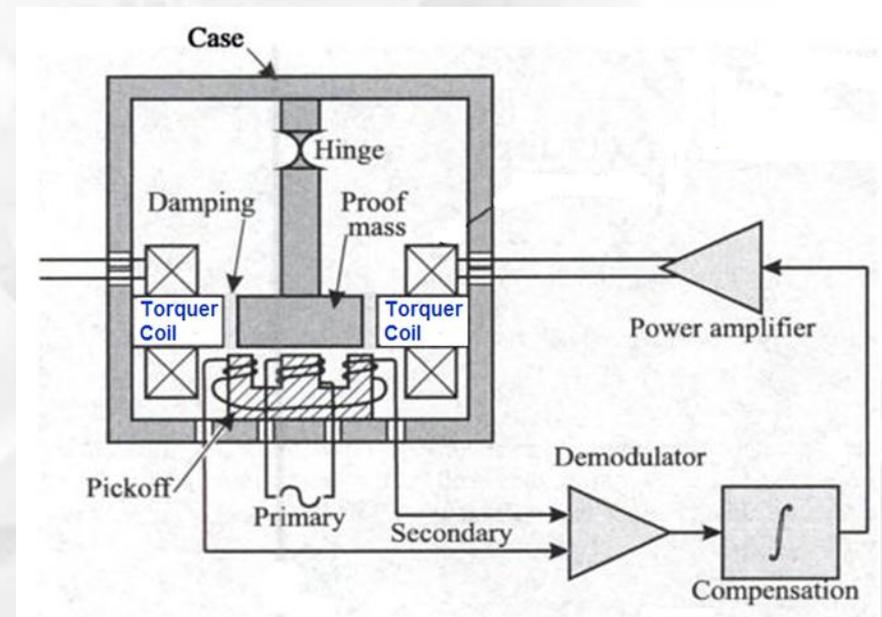 Case
Hinge
Damping
Proof
mass
Torquer
Coil
Torquer
Coil
Power amplifier
Pickoff
Primary
Secondary
Demodulator
∫
Compensation